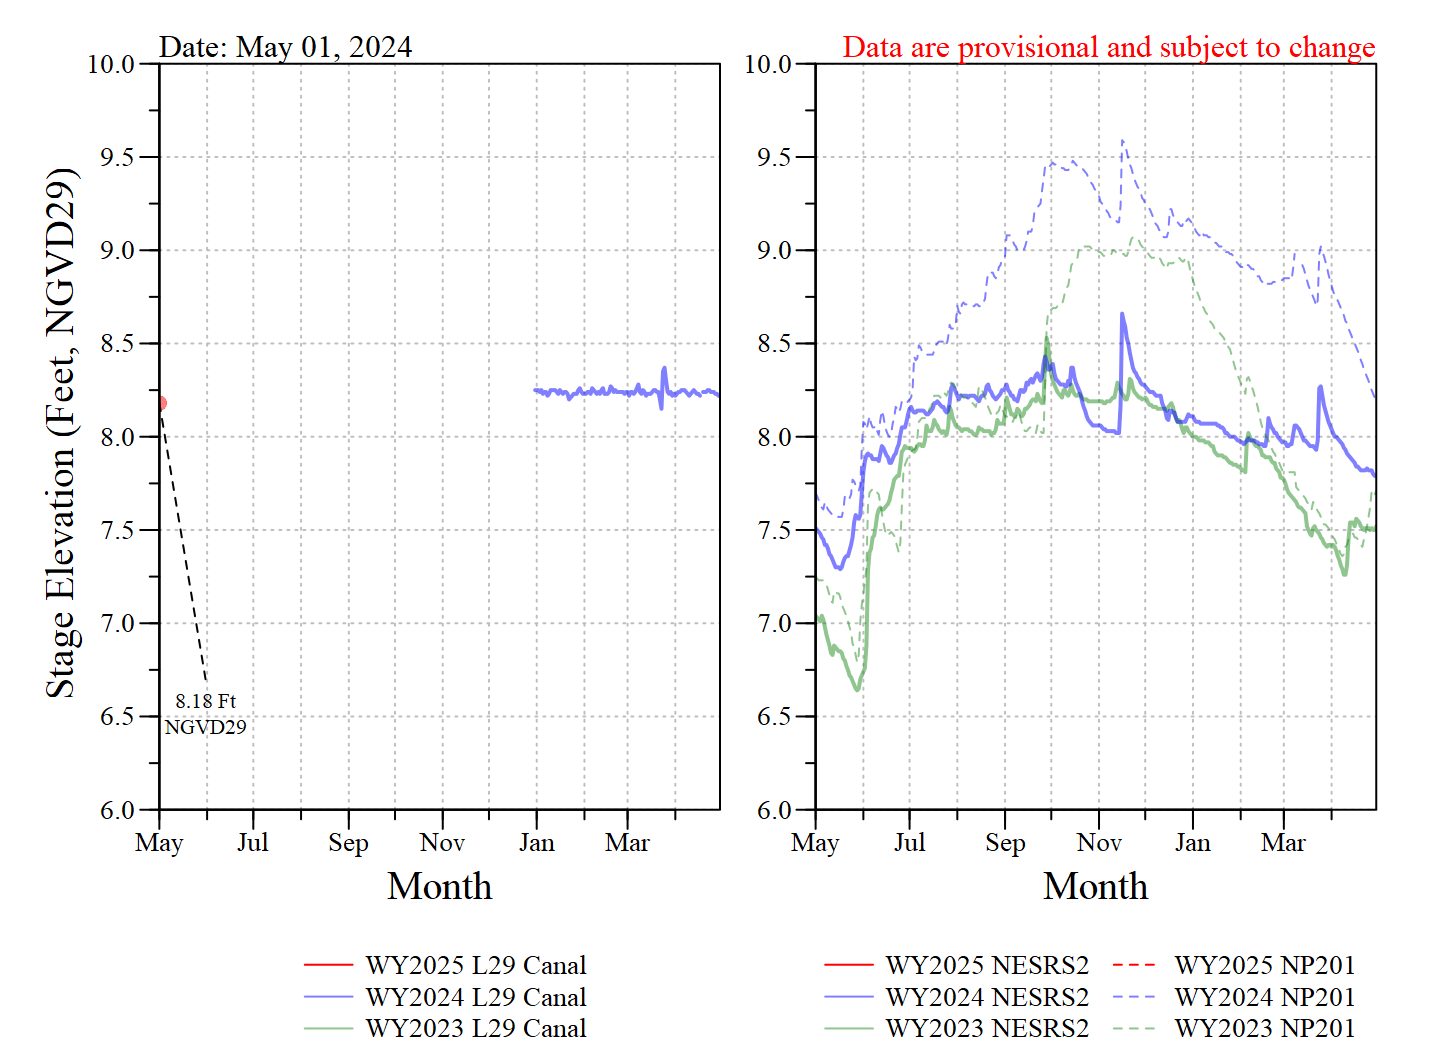 Date: May 01, 2024
Data are provisional and subject to change
Stage Elevation (Feet, NGVD29)
10.0
9.5
9.0
8.5
8.0
7.5
7.0
6.5
6.0
8.18 Ft
NGVD29
May Jul Sep Nov Jan Mar
Month
10.0
9.5
9.0
8.5
8.0
7.5
7.0
6.5
6.0
May Jul Sep Nov Jan Mar
Month
WY2025 L29 Canal
WY2024 L29 Canal
WY2023 L29 Canal
WY2025 NESRS2 WY2025 NP201
WY2024 NESRS2 WY2024 NP201
WY2023 NESRS2 WY2023 NP201